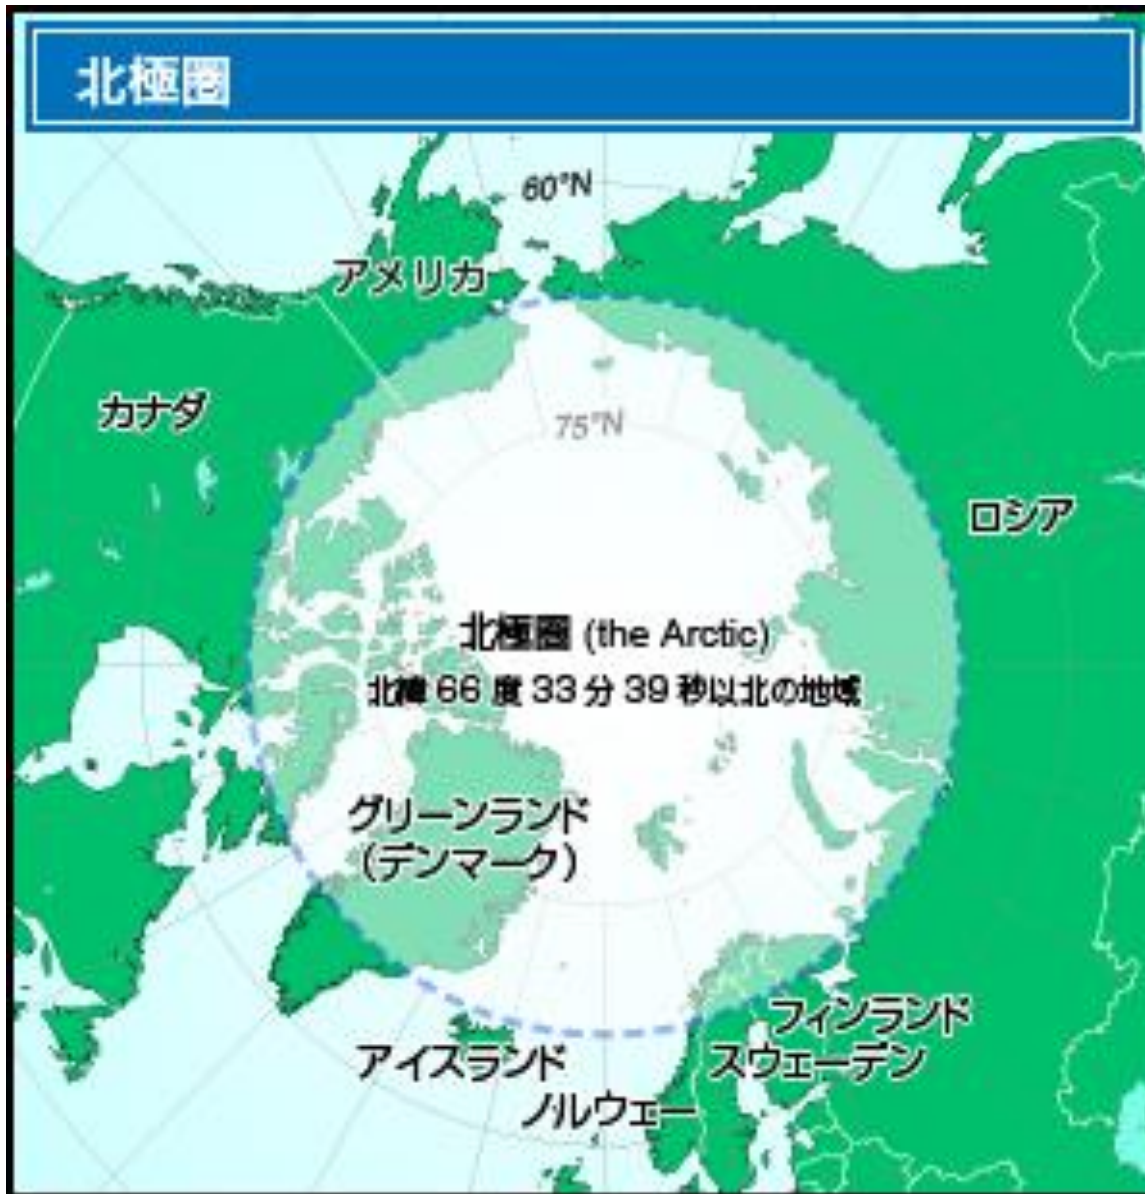 北極圏
60°N
アメリカ
カナダ
75°N
ロシア
北極圏 (the Arctic)
北緯 66 度 33 分 39 秒以北の地域
グリーンランド
(デンマーク)
フィンランド
アイスランド
スウェーデン
ノルウェー